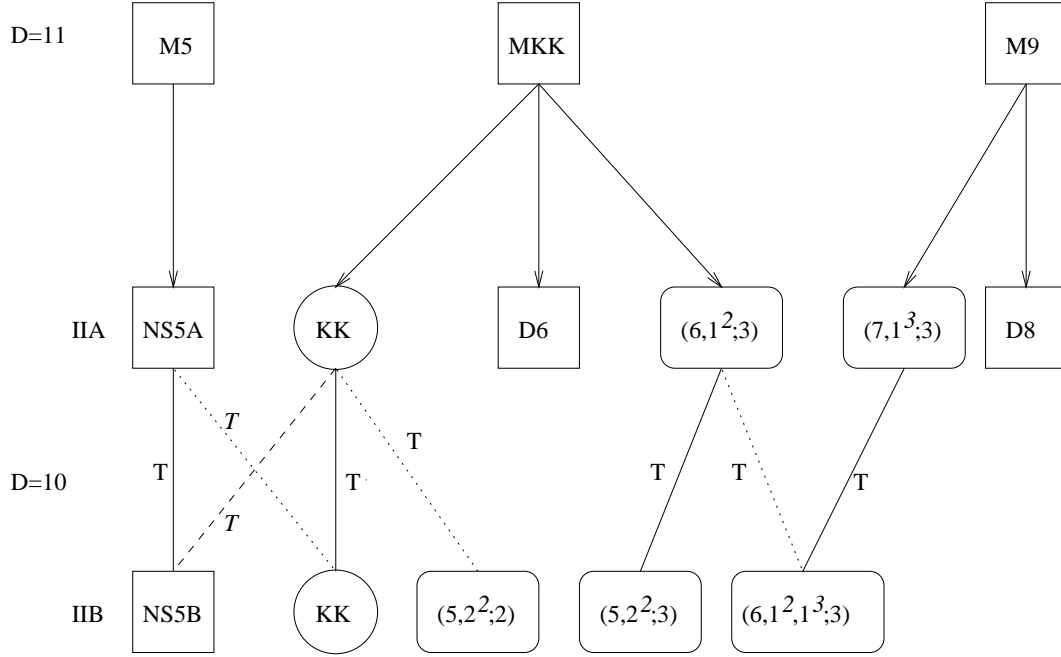 D=11 M5 MKK M9
IIA NS5A KK D6 (6,1²;3) (7,1³;3) D8
T T
T T T T T
D=10
T
IIB NS5B KK (5,2²;2) (5,2²;3) (6,1²,1³;3)